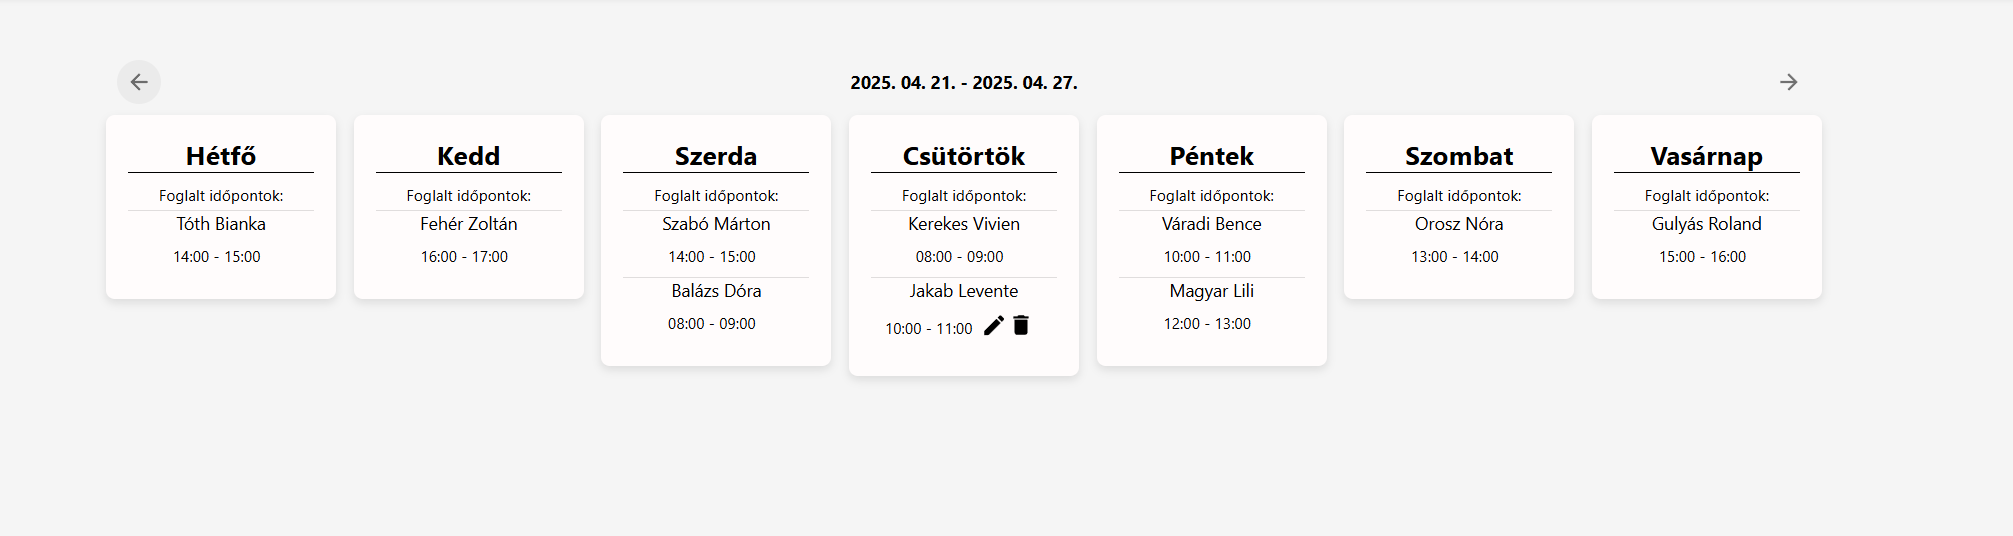 2025. 04. 21. - 2025. 04. 27.
Hétfő
Foglalt időpontok:
Tóth Bianka
14:00 - 15:00
Kedd
Foglalt időpontok:
Fehér Zoltán
16:00 - 17:00
Szerda
Foglalt időpontok:
Szabó Márton
14:00 - 15:00
Balázs Dóra
08:00 - 09:00
Csütörtök
Foglalt időpontok:
Kerekes Vivien
08:00 - 09:00
Jakab Levente
10:00 - 11:00
Péntek
Foglalt időpontok:
Váradi Bence
10:00 - 11:00
Magyar Lili
12:00 - 13:00
Szombat
Foglalt időpontok:
Orosz Nóra
13:00 - 14:00
Vasárnap
Foglalt időpontok:
Gulyás Roland
15:00 - 16:00